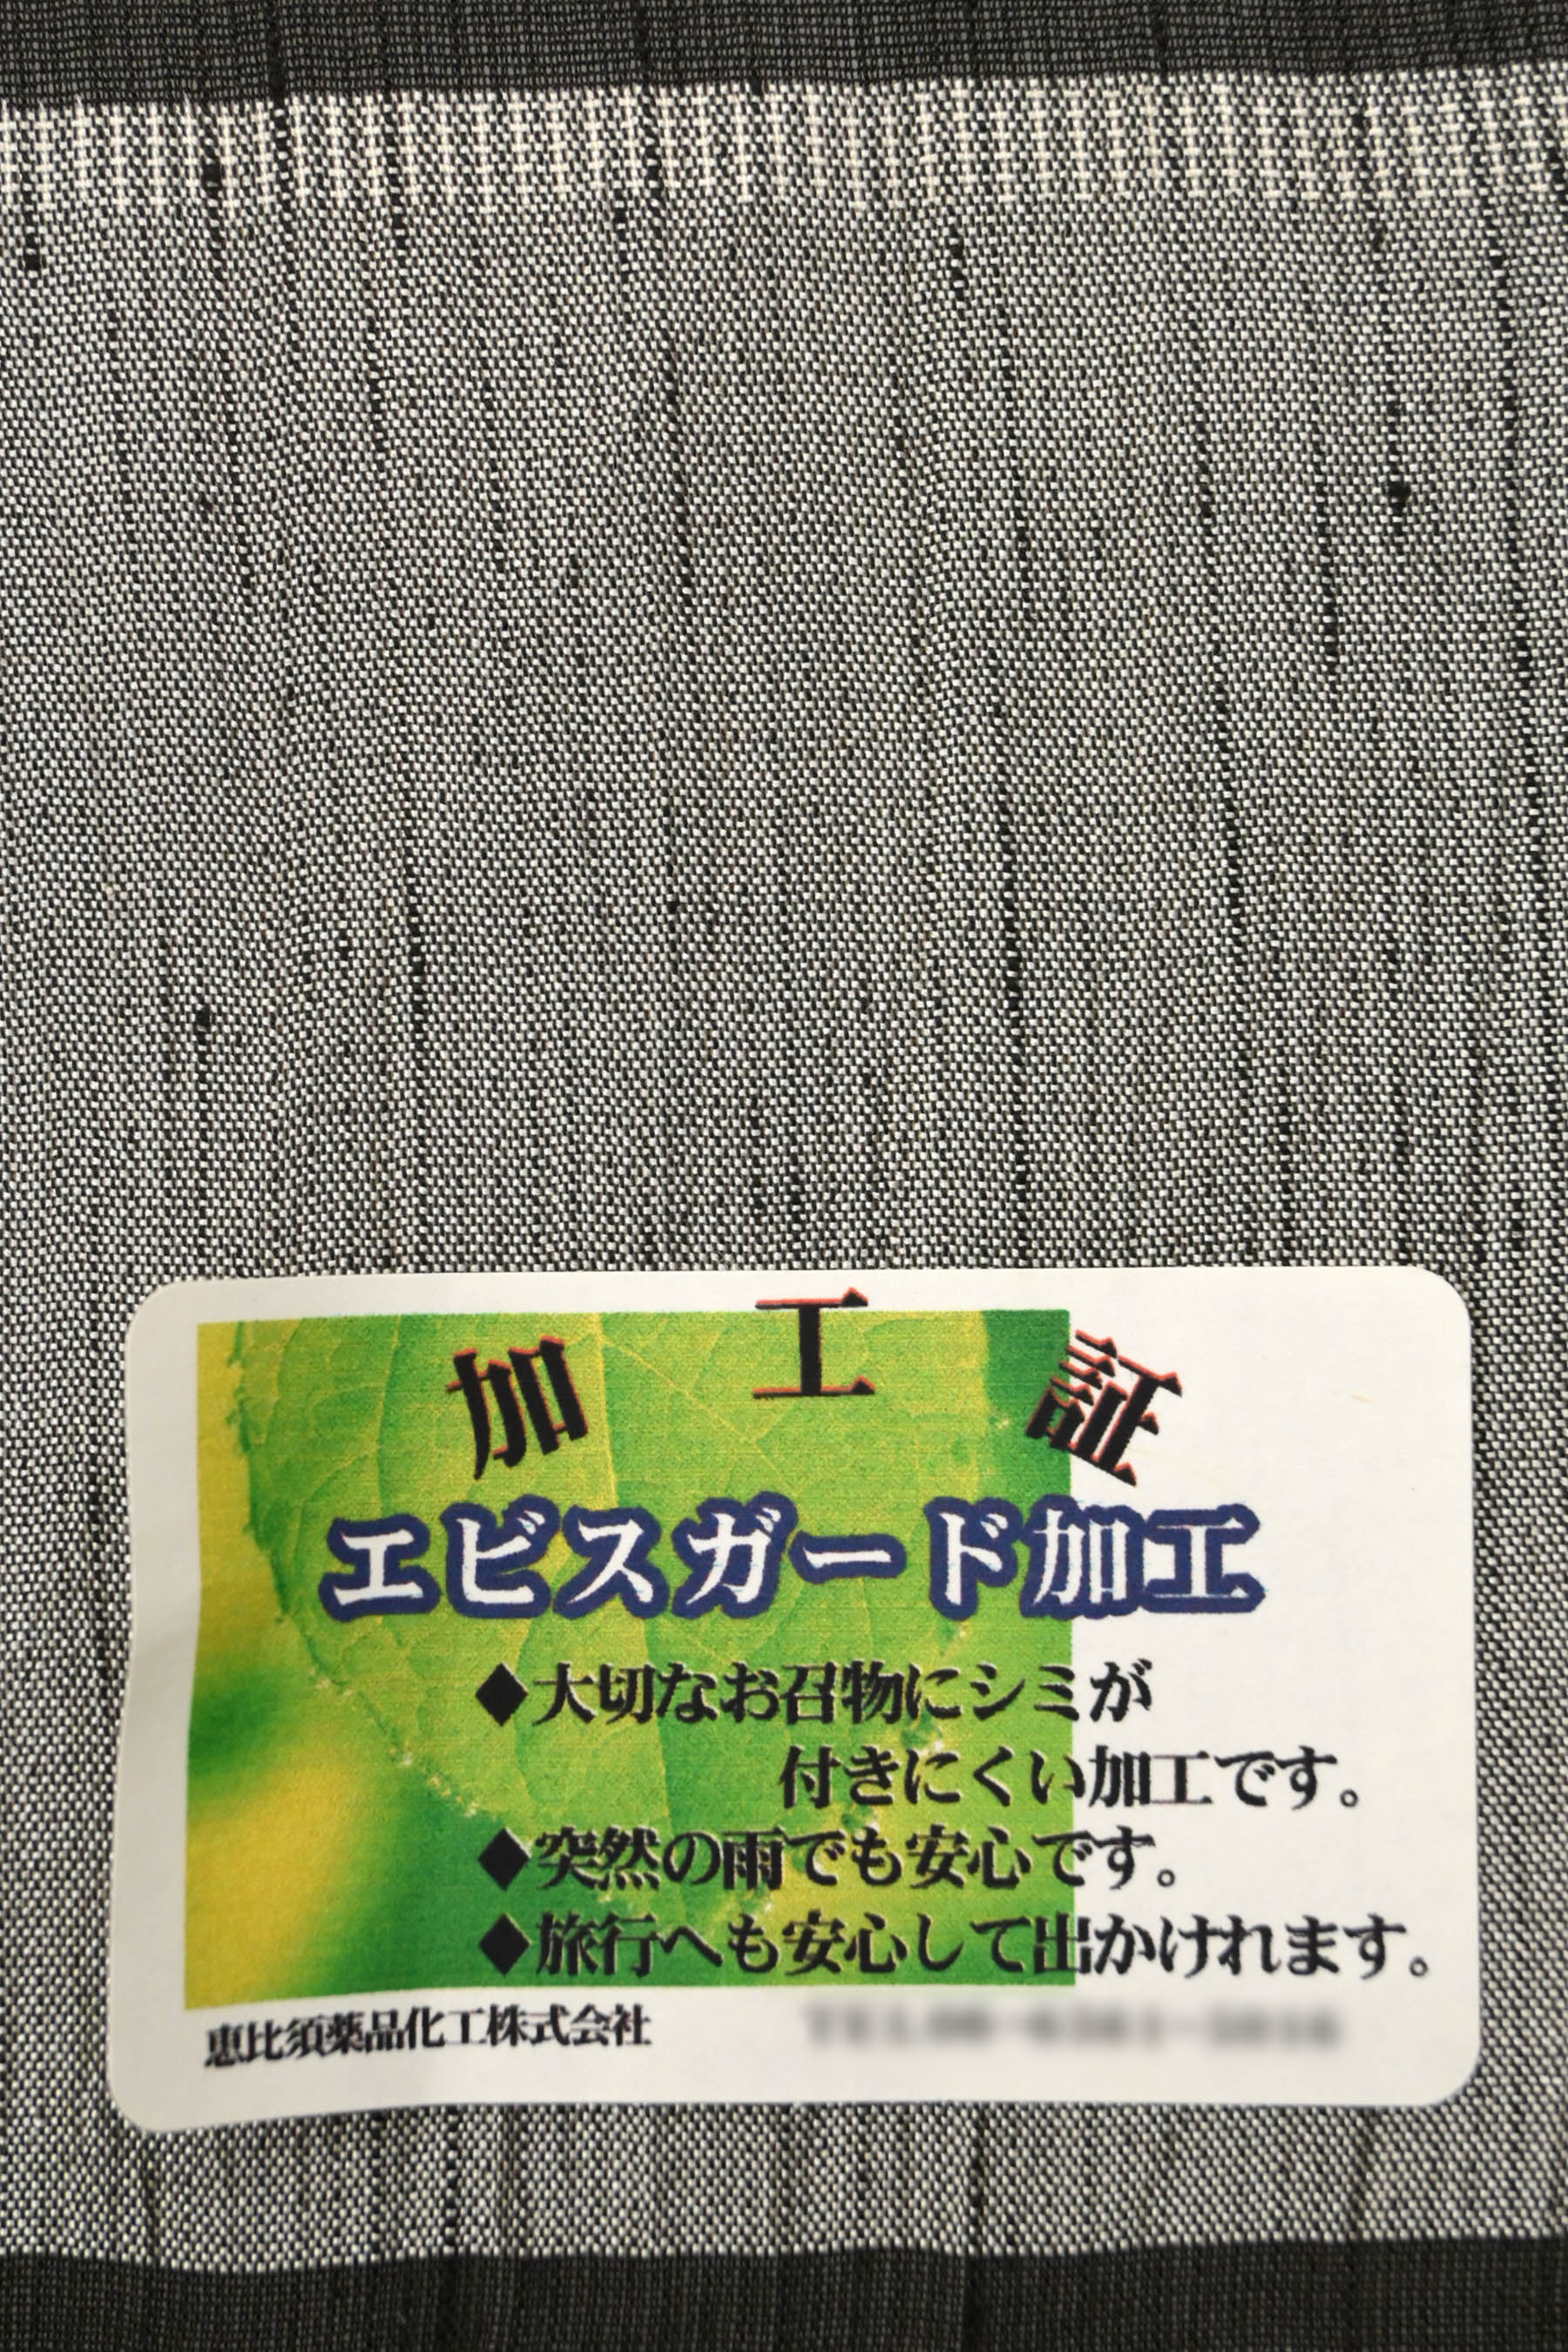 加工証
エビスガード加工
◆大切なお召物にシミが
付きにくい加工です。
◆突然の雨でも安心です。
◆旅行へも安心して出かけれます。
恵比須薬品化工株式会社